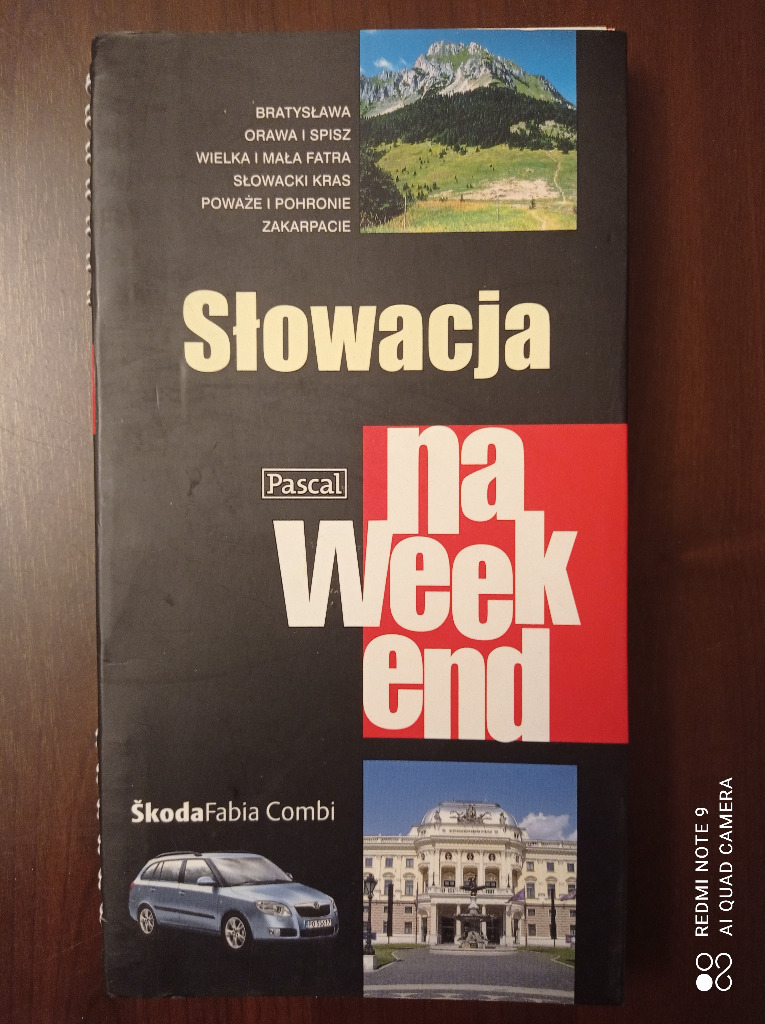 BRATYSŁAWA
ORAWA I SPISZ
WIELKA I MAŁA FATRA
SŁOWACKI KRAS
POWAŻE I POHRONIE
ZAKARPACIE
Słowacja
Pascal
na
week
end
ŠkodaFabia Combi
REDMI NOTE 9
AI QUAD CAMERA